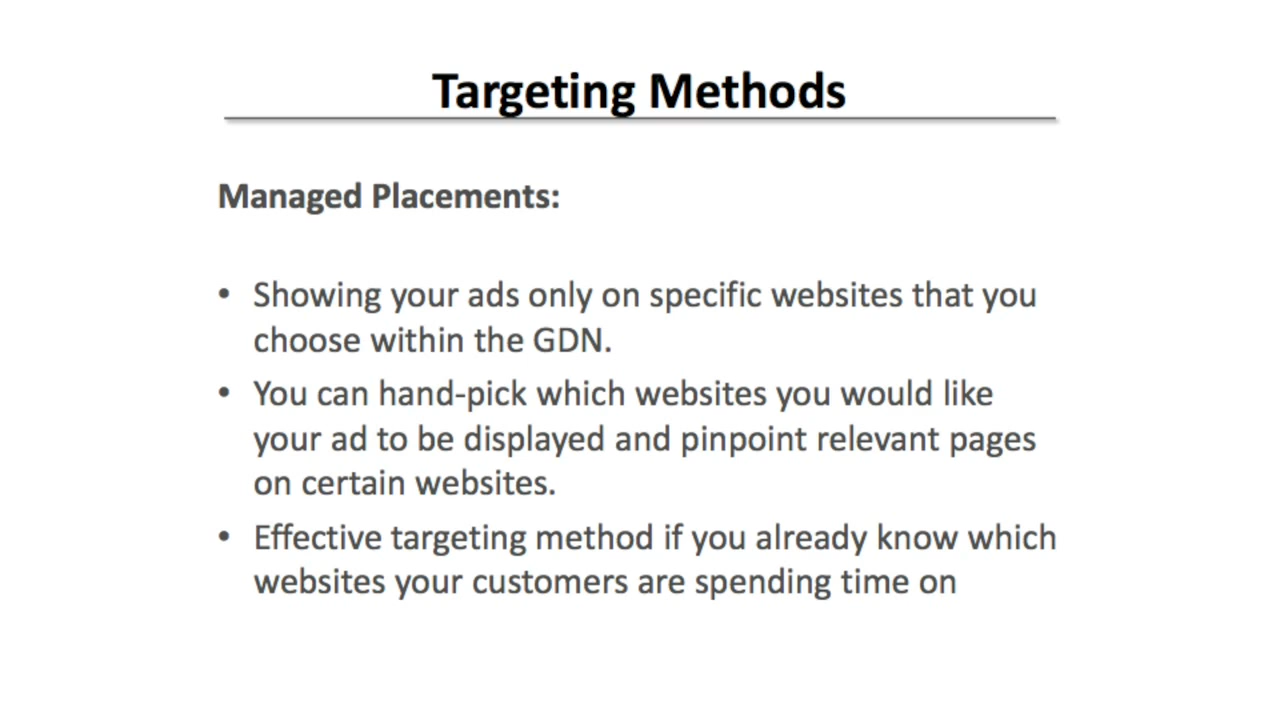 Targeting Methods
Managed Placements:
• Showing your ads only on specific websites that you
choose within the GDN.
• You can hand-pick which websites you would like
your ad to be displayed and pinpoint relevant pages
on certain websites.
• Effective targeting method if you already know which
websites your customers are spending time on